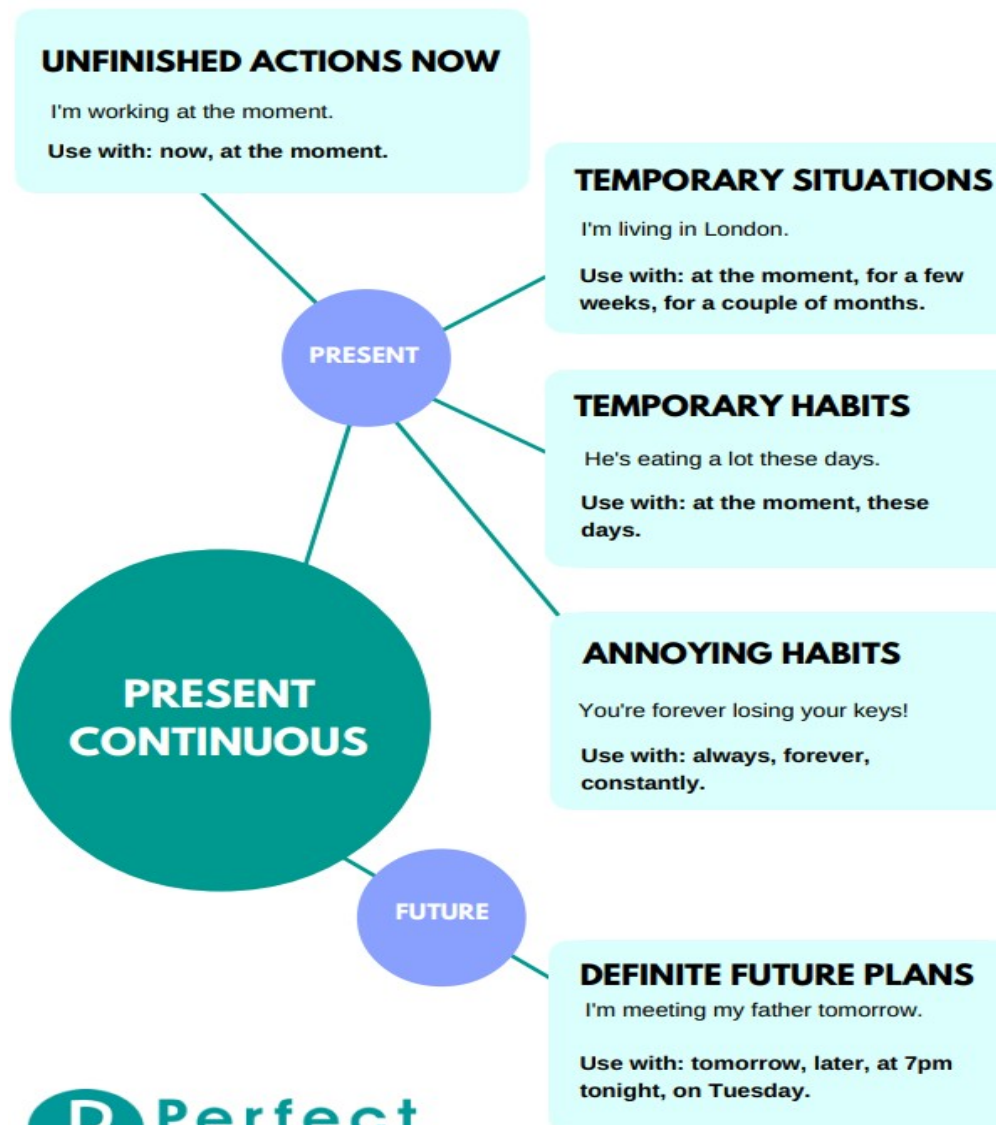 UNFINISHED ACTIONS NOW
I'm working at the moment.
Use with: now, at the moment.
TEMPORARY SITUATIONS
I'm living in London.
Use with: at the moment, for a few
weeks, for a couple of months.
PRESENT
TEMPORARY HABITS
He's eating a lot these days.
Use with: at the moment, these
days.
ANNOYING HABITS
You're forever losing your keys!
Use with: always, forever,
constantly.
PRESENT
CONTINUOUS
FUTURE
DEFINITE FUTURE PLANS
I'm meeting my father tomorrow.
Use with: tomorrow, later, at 7pm
tonight, on Tuesday.
Perfect